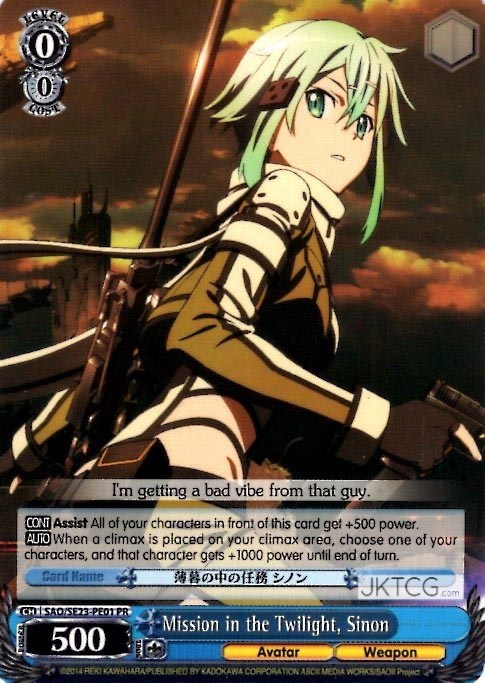 LEVEL
0
0
COST
I'm getting a bad vibe from that guy.
CONT Assist All of your characters in front of this card get +500 power.
AUTO When a climax is placed on your climax area, choose one of your
characters, and that character gets +1000 power until end of turn.
Card Name 薄暮の中の任務 シノン
JKTCG.com
CH SAO/SE23-PE01 PR
POWER 500 SOUL Mission in the Twilight, Sinon
Avatar Weapon
©2014 REKI KAWAHARA/PUBLISHED BY KADOKAWA CORPORATION ASCII MEDIA WORKS/SAOII Project